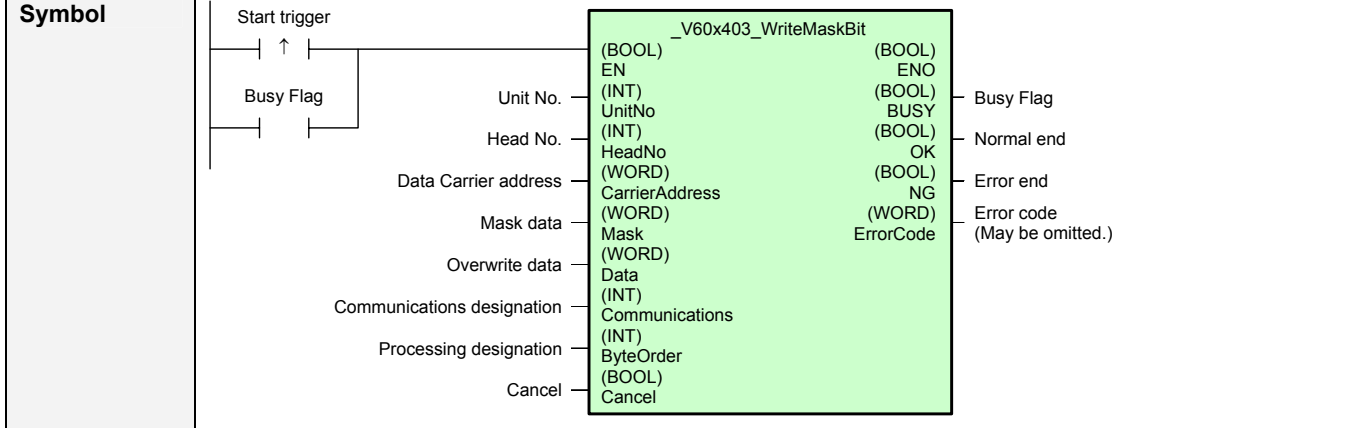 Symbol
Start trigger
↑
Busy Flag
_V60x403_WriteMaskBit
(BOOL) (BOOL)
EN ENO
Unit No. (INT) (BOOL) Busy Flag
UnitNo BUSY
Head No. (INT) (BOOL) Normal end
HeadNo OK
Data Carrier address (WORD) (BOOL) Error end
CarrierAddress NG
Mask data (WORD) (WORD) Error code
Mask ErrorCode (May be omitted.)
Overwrite data (WORD)
Data
Communications designation (INT)
Communications
Processing designation (INT)
ByteOrder
Cancel (BOOL)
Cancel